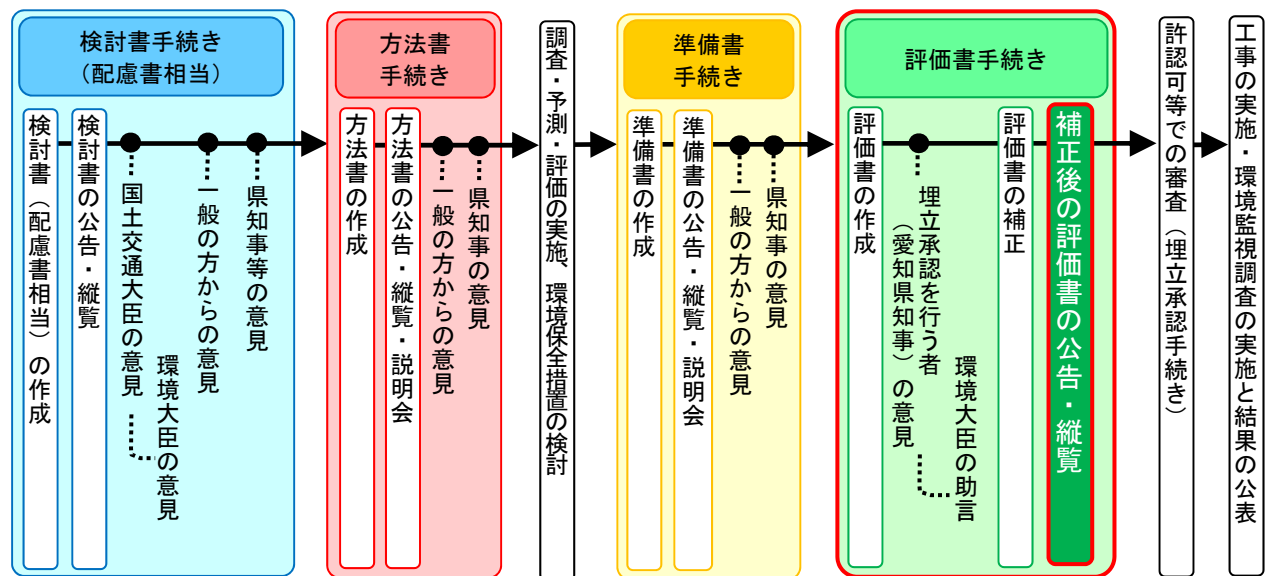 検討書手続き
（配慮書相当）
検討書（配慮書相当）の作成
検討書の公告・縦覧
国土交通大臣の意見
環境大臣の意見
一般の方からの意見
県知事等の意見
方法書
手続き
方法書の作成
方法書の公告・縦覧・説明会
一般の方からの意見
県知事の意見
調査・予測・評価の実施、環境保全措置の検討
準備書
手続き
準備書の作成
準備書の公告・縦覧・説明会
一般の方からの意見
県知事の意見
評価書手続き
評価書の作成
埋立承認を行う者
（愛知県知事）の意見
環境大臣の助言
評価書の補正
補正後の評価書の公告・縦覧
許認可等での審査（埋立承認手続き）
工事の実施・環境監視調査の実施と結果の公表